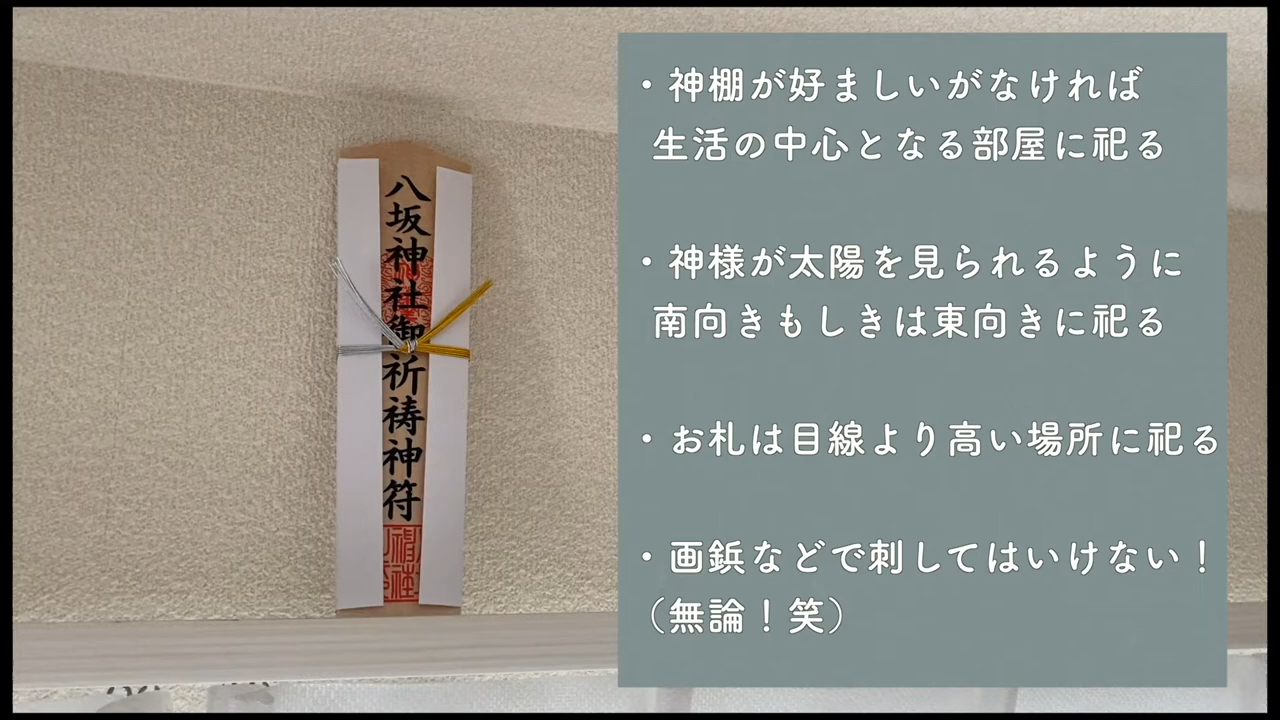 八坂神社御祈祷神符
・神棚が好ましいがなければ
生活の中心となる部屋に祀る
・神様が太陽を見られるように
南向きもしきは東向きに祀る
・お札は目線より高い場所に祀る
・画鋲などで刺してはいけない！
（無論！笑）